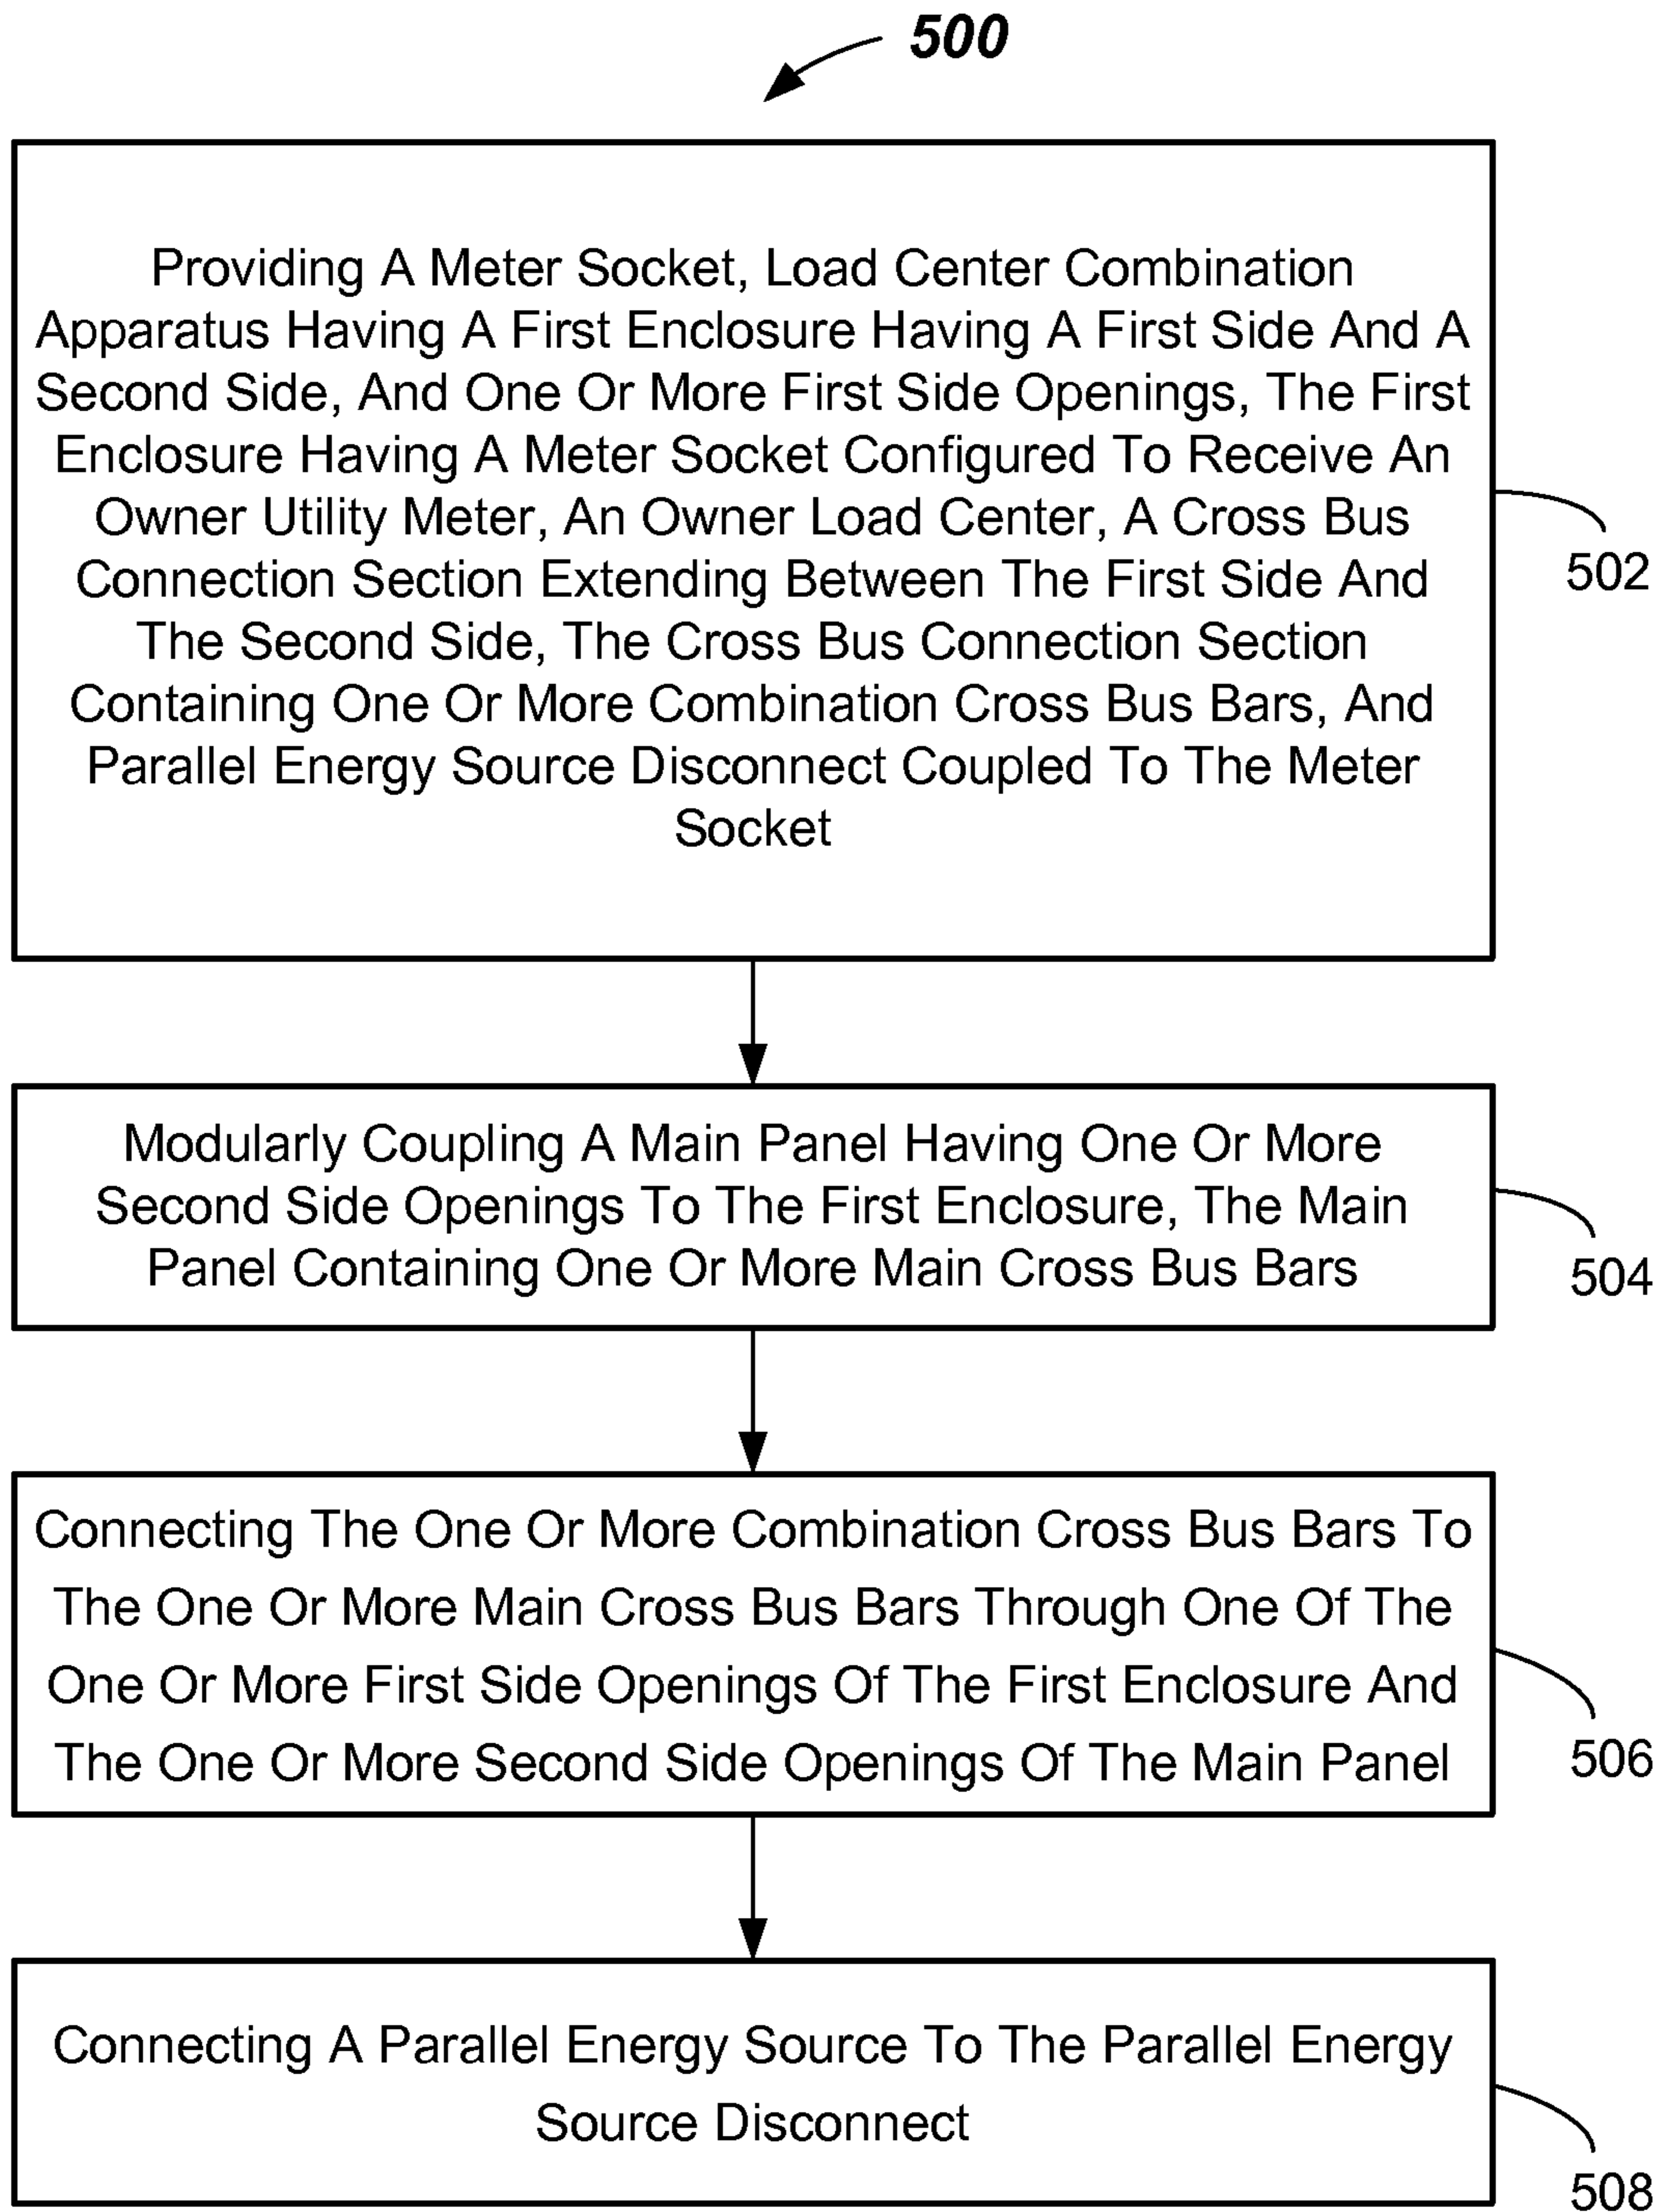 500
Providing A Meter Socket, Load Center Combination
Apparatus Having A First Enclosure Having A First Side And A
Second Side, And One Or More First Side Openings, The First
Enclosure Having A Meter Socket Configured To Receive An
Owner Utility Meter, An Owner Load Center, A Cross Bus
Connection Section Extending Between The First Side And
The Second Side, The Cross Bus Connection Section
Containing One Or More Combination Cross Bus Bars, And
Parallel Energy Source Disconnect Coupled To The Meter
Socket
502
Modularly Coupling A Main Panel Having One Or More
Second Side Openings To The First Enclosure, The Main
Panel Containing One Or More Main Cross Bus Bars
504
Connecting The One Or More Combination Cross Bus Bars To
The One Or More Main Cross Bus Bars Through One Of The
One Or More First Side Openings Of The First Enclosure And
The One Or More Second Side Openings Of The Main Panel
506
Connecting A Parallel Energy Source To The Parallel Energy
Source Disconnect
508